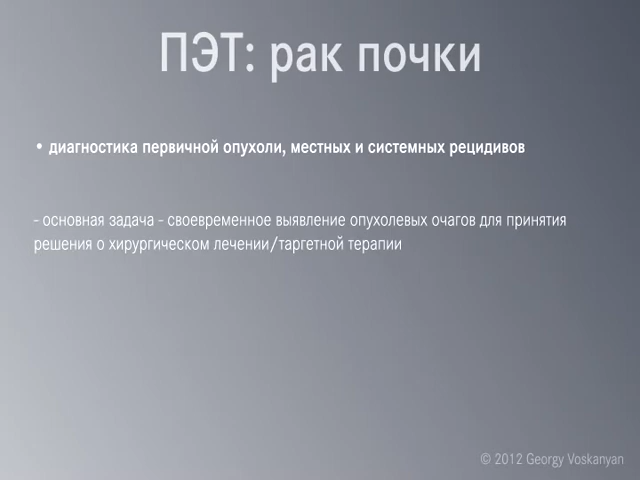 ПЭТ: рак почки
• диагностика первичной опухоли, местных и системных рецидивов
- основная задача - своевременное выявление опухолевых очагов для принятия
решения о хирургическом лечении/таргетной терапии
© 2012 Georgy Voskanyan